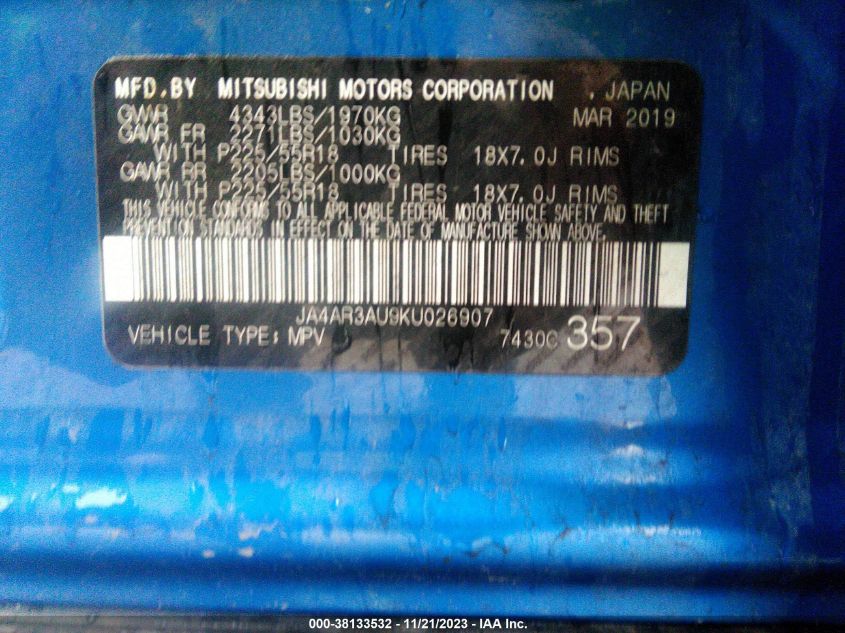 MFD.BY MITSUBISHI MOTORS CORPORATION , JAPAN
GVWR 4343LBS/1970KG MAR 2019
GAWR FR 2271LBS/1030KG
WITH P225/55R18 TIRES 18X7.0J RIMS
GAWR RR 2205LBS/1000KG
WITH P225/55R18 TIRES 18X7.0J RIMS
THIS VEHICLE CONFORMS TO ALL APPLICABLE FEDERAL MOTOR VEHICLE SAFETY AND THEFT
PREVENTION STANDARDS IN EFFECT ON THE DATE OF MANUFACTURE SHOWN ABOVE.
JA4AR3AU9KU026907
VEHICLE TYPE: MPV 7430C 357
000-38133532 - 11/21/2023 - IAA Inc.